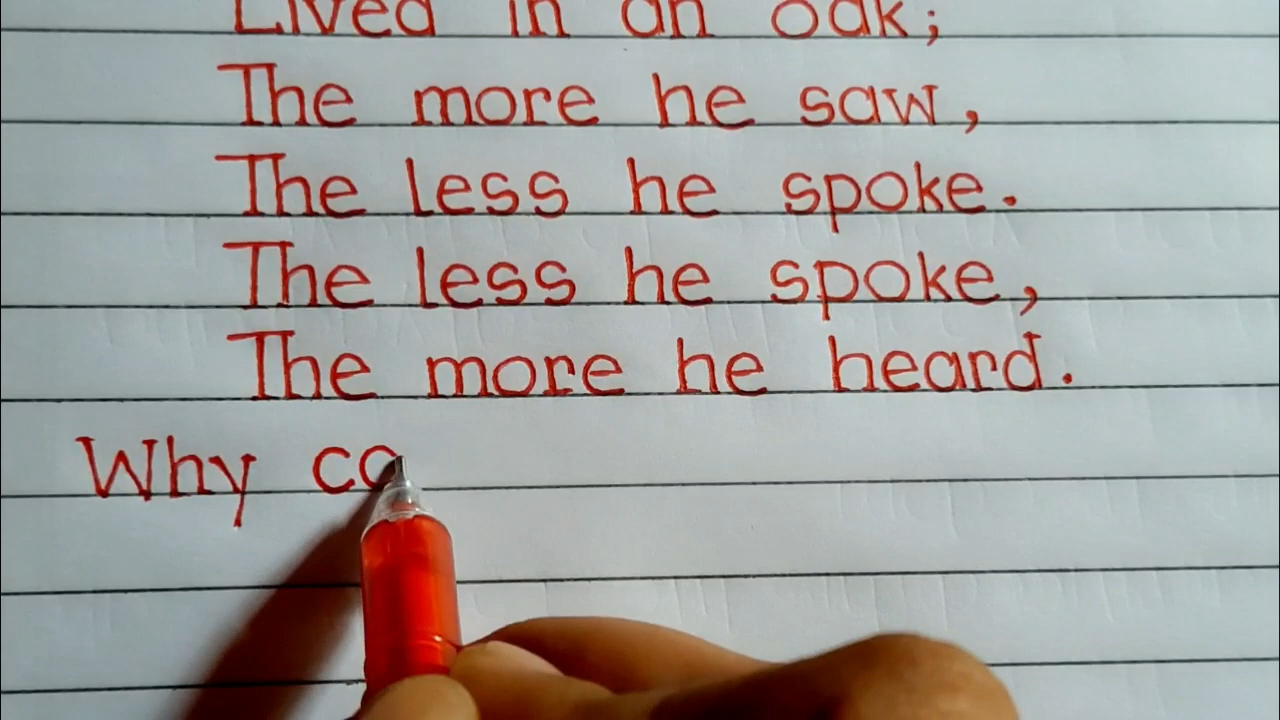 Lived in an oak;
The more he saw,
The less he spoke.
The less he spoke,
The more he heard.
Why